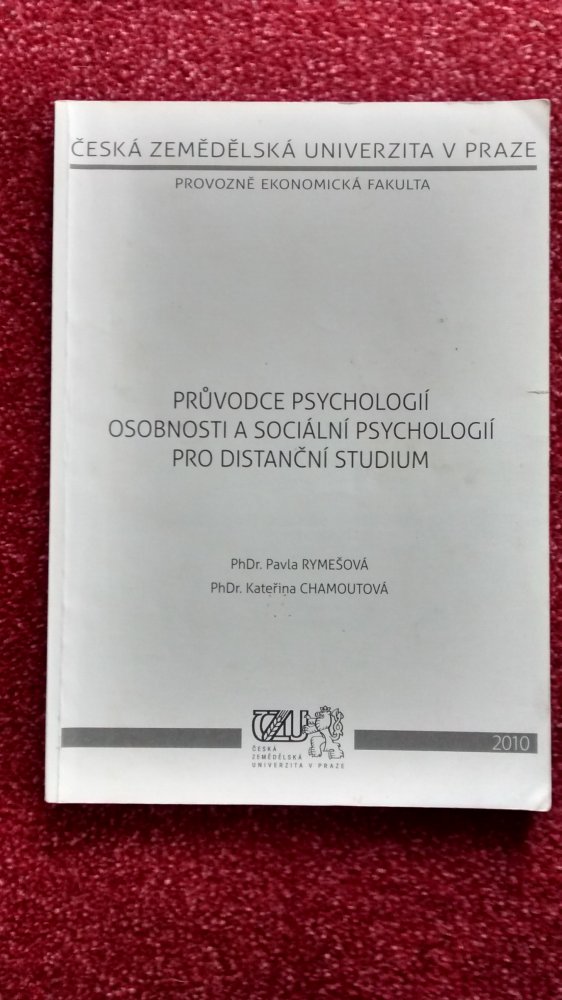 ČESKÁ ZEMĚDĚLSKÁ UNIVERZITA V PRAZE
PROVOZNĚ EKONOMICKÁ FAKULTA
PRŮVODCE PSYCHOLOGIÍ
OSOBNOSTI A SOCIÁLNÍ PSYCHOLOGIÍ
PRO DISTANČNÍ STUDIUM
PhDr. Pavla RYMEŠOVÁ
PhDr. Kateřina CHAMOUTOVÁ
ČZU
ČESKÁ
ZEMĚDĚLSKÁ
UNIVERZITA V PRAZE
2010